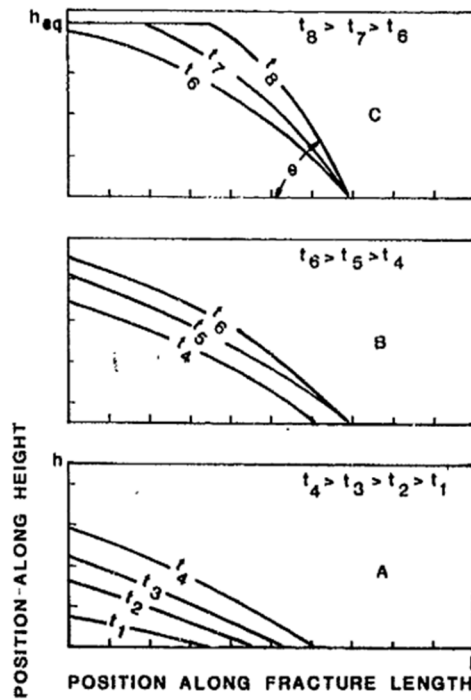 heq
t8 > t7 > t6
t7
t8
t6
C
θ
t6 > t5 > t4
t6
t5
t4
B
h
t4 > t3 > t2 > t1
t4
t3
t2
t1
A
POSITION-ALONG HEIGHT
POSITION ALONG FRACTURE LENGTH